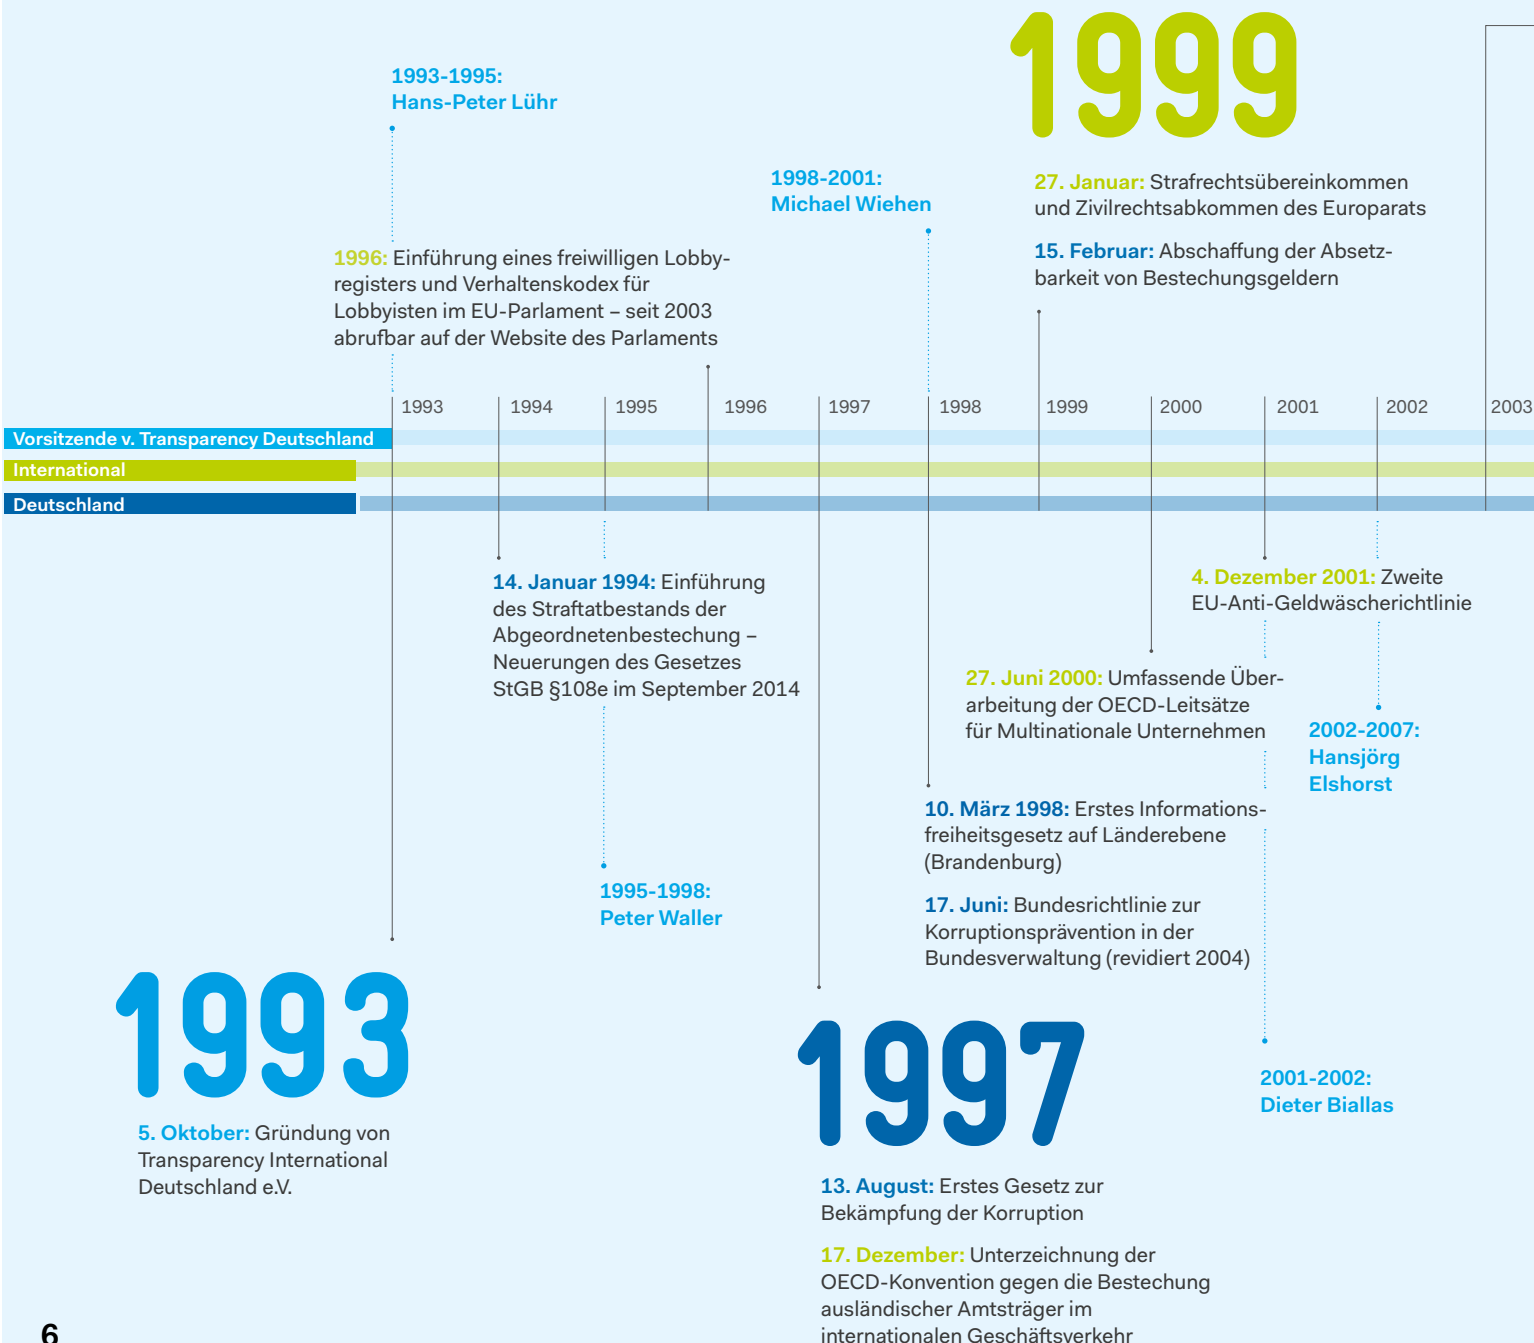 1999
1993-1995:
Hans-Peter Lühr
1998-2001:
Michael Wiehen
27. Januar: Strafrechtsübereinkommen
und Zivilrechtsabkommen des Europarats
15. Februar: Abschaffung der Absetz-
barkeit von Bestechungsgeldern
1996: Einführung eines freiwilligen Lobby-
registers und Verhaltenskodex für
Lobbyisten im EU-Parlament – seit 2003
abrufbar auf der Website des Parlaments
1993 1994 1995 1996 1997 1998 1999 2000 2001 2002 2003
Vorsitzende v. Transparency Deutschland
International
Deutschland
14. Januar 1994: Einführung
des Straftatbestands der
Abgeordnetenbestechung –
Neuerungen des Gesetzes
StGB §108e im September 2014
4. Dezember 2001: Zweite
EU-Anti-Geldwäscherichtlinie
27. Juni 2000: Umfassende Über-
arbeitung der OECD-Leitsätze
für Multinationale Unternehmen
2002-2007:
Hansjörg
Elshorst
10. März 1998: Erstes Informations-
freiheitsgesetz auf Länderebene
(Brandenburg)
17. Juni: Bundesrichtlinie zur
Korruptionsprävention in der
Bundesverwaltung (revidiert 2004)
1995-1998:
Peter Waller
1993
5. Oktober: Gründung von
Transparency International
Deutschland e.V.
1997
2001-2002:
Dieter Biallas
13. August: Erstes Gesetz zur
Bekämpfung der Korruption
17. Dezember: Unterzeichnung der
OECD-Konvention gegen die Bestechung
ausländischer Amtsträger im
internationalen Geschäftsverkehr
6